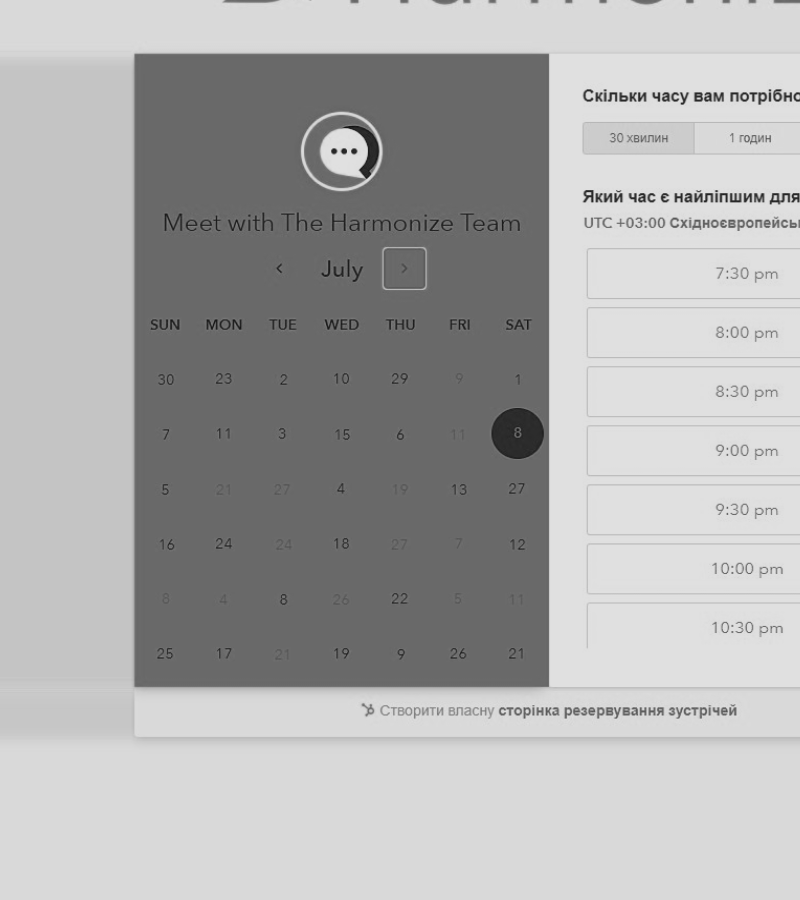 Meet with The Harmonize Team
July
SUN MON TUE WED THU FRI SAT
30 23 2 10 29 9 1
7 11 3 15 6 11 8
5 21 27 4 19 13 27
16 24 24 18 27 7 12
8 4 8 26 22 5 11
25 17 21 19 9 26 21
Скільки часу вам потрібно
30 хвилин 1 годин
Який час є найліпшим для
UTC +03:00 Східноєвропейсь
7:30 pm
8:00 pm
8:30 pm
9:00 pm
9:30 pm
10:00 pm
10:30 pm
Створити власну сторінка резервування зустрічей